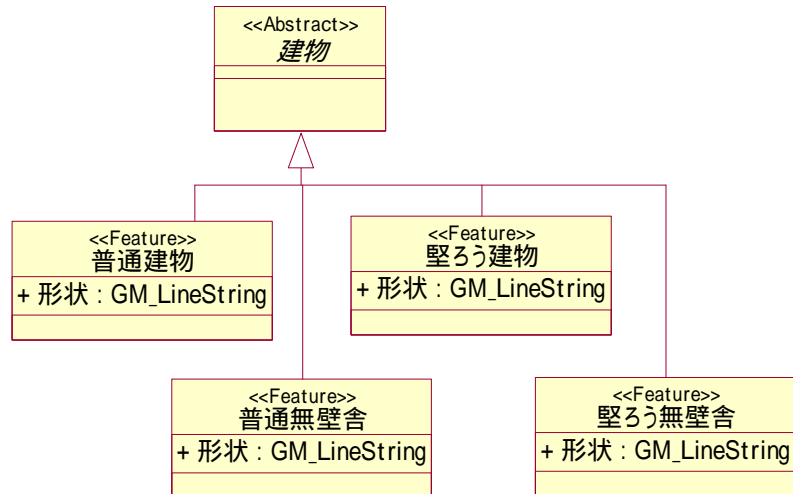 <<Abstract>>
建物
<<Feature>>
普通建物
+ 形状 : GM_LineString
<<Feature>>
堅ろう建物
+ 形状 : GM_LineString
<<Feature>>
普通無壁舎
+ 形状 : GM_LineString
<<Feature>>
堅ろう無壁舎
+ 形状 : GM_LineString